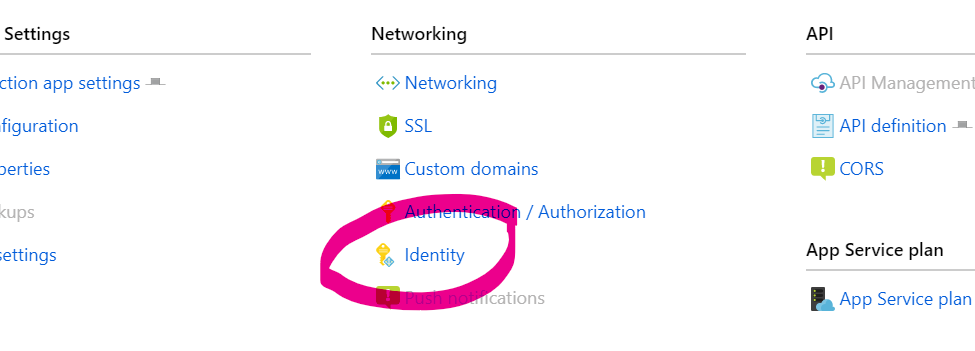 Settings
ction app settings
figuration
perties
kups
settings
Networking
Networking
SSL
www
Custom domains
Authentication / Authorization
Identity
Push notifications
API
API Management
API definition
CORS
App Service plan
App Service plan